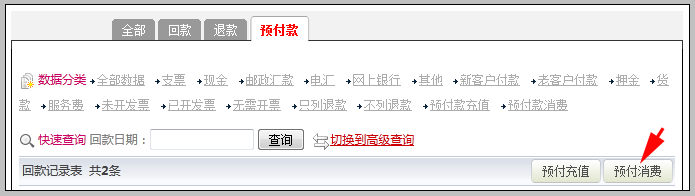 全部 回款 退款 预付款
数据分类 全部数据 支票 现金 邮政汇款 电汇 网上银行 其他 新客户付款 老客户付款 押金 货
款 服务费 未开发票 已开发票 无需开票 只列退款 不列退款 预付款充值 预付款消费
快速查询 回款日期： 查询 切换到高级查询
回款记录表 共2条 预付充值 预付消费